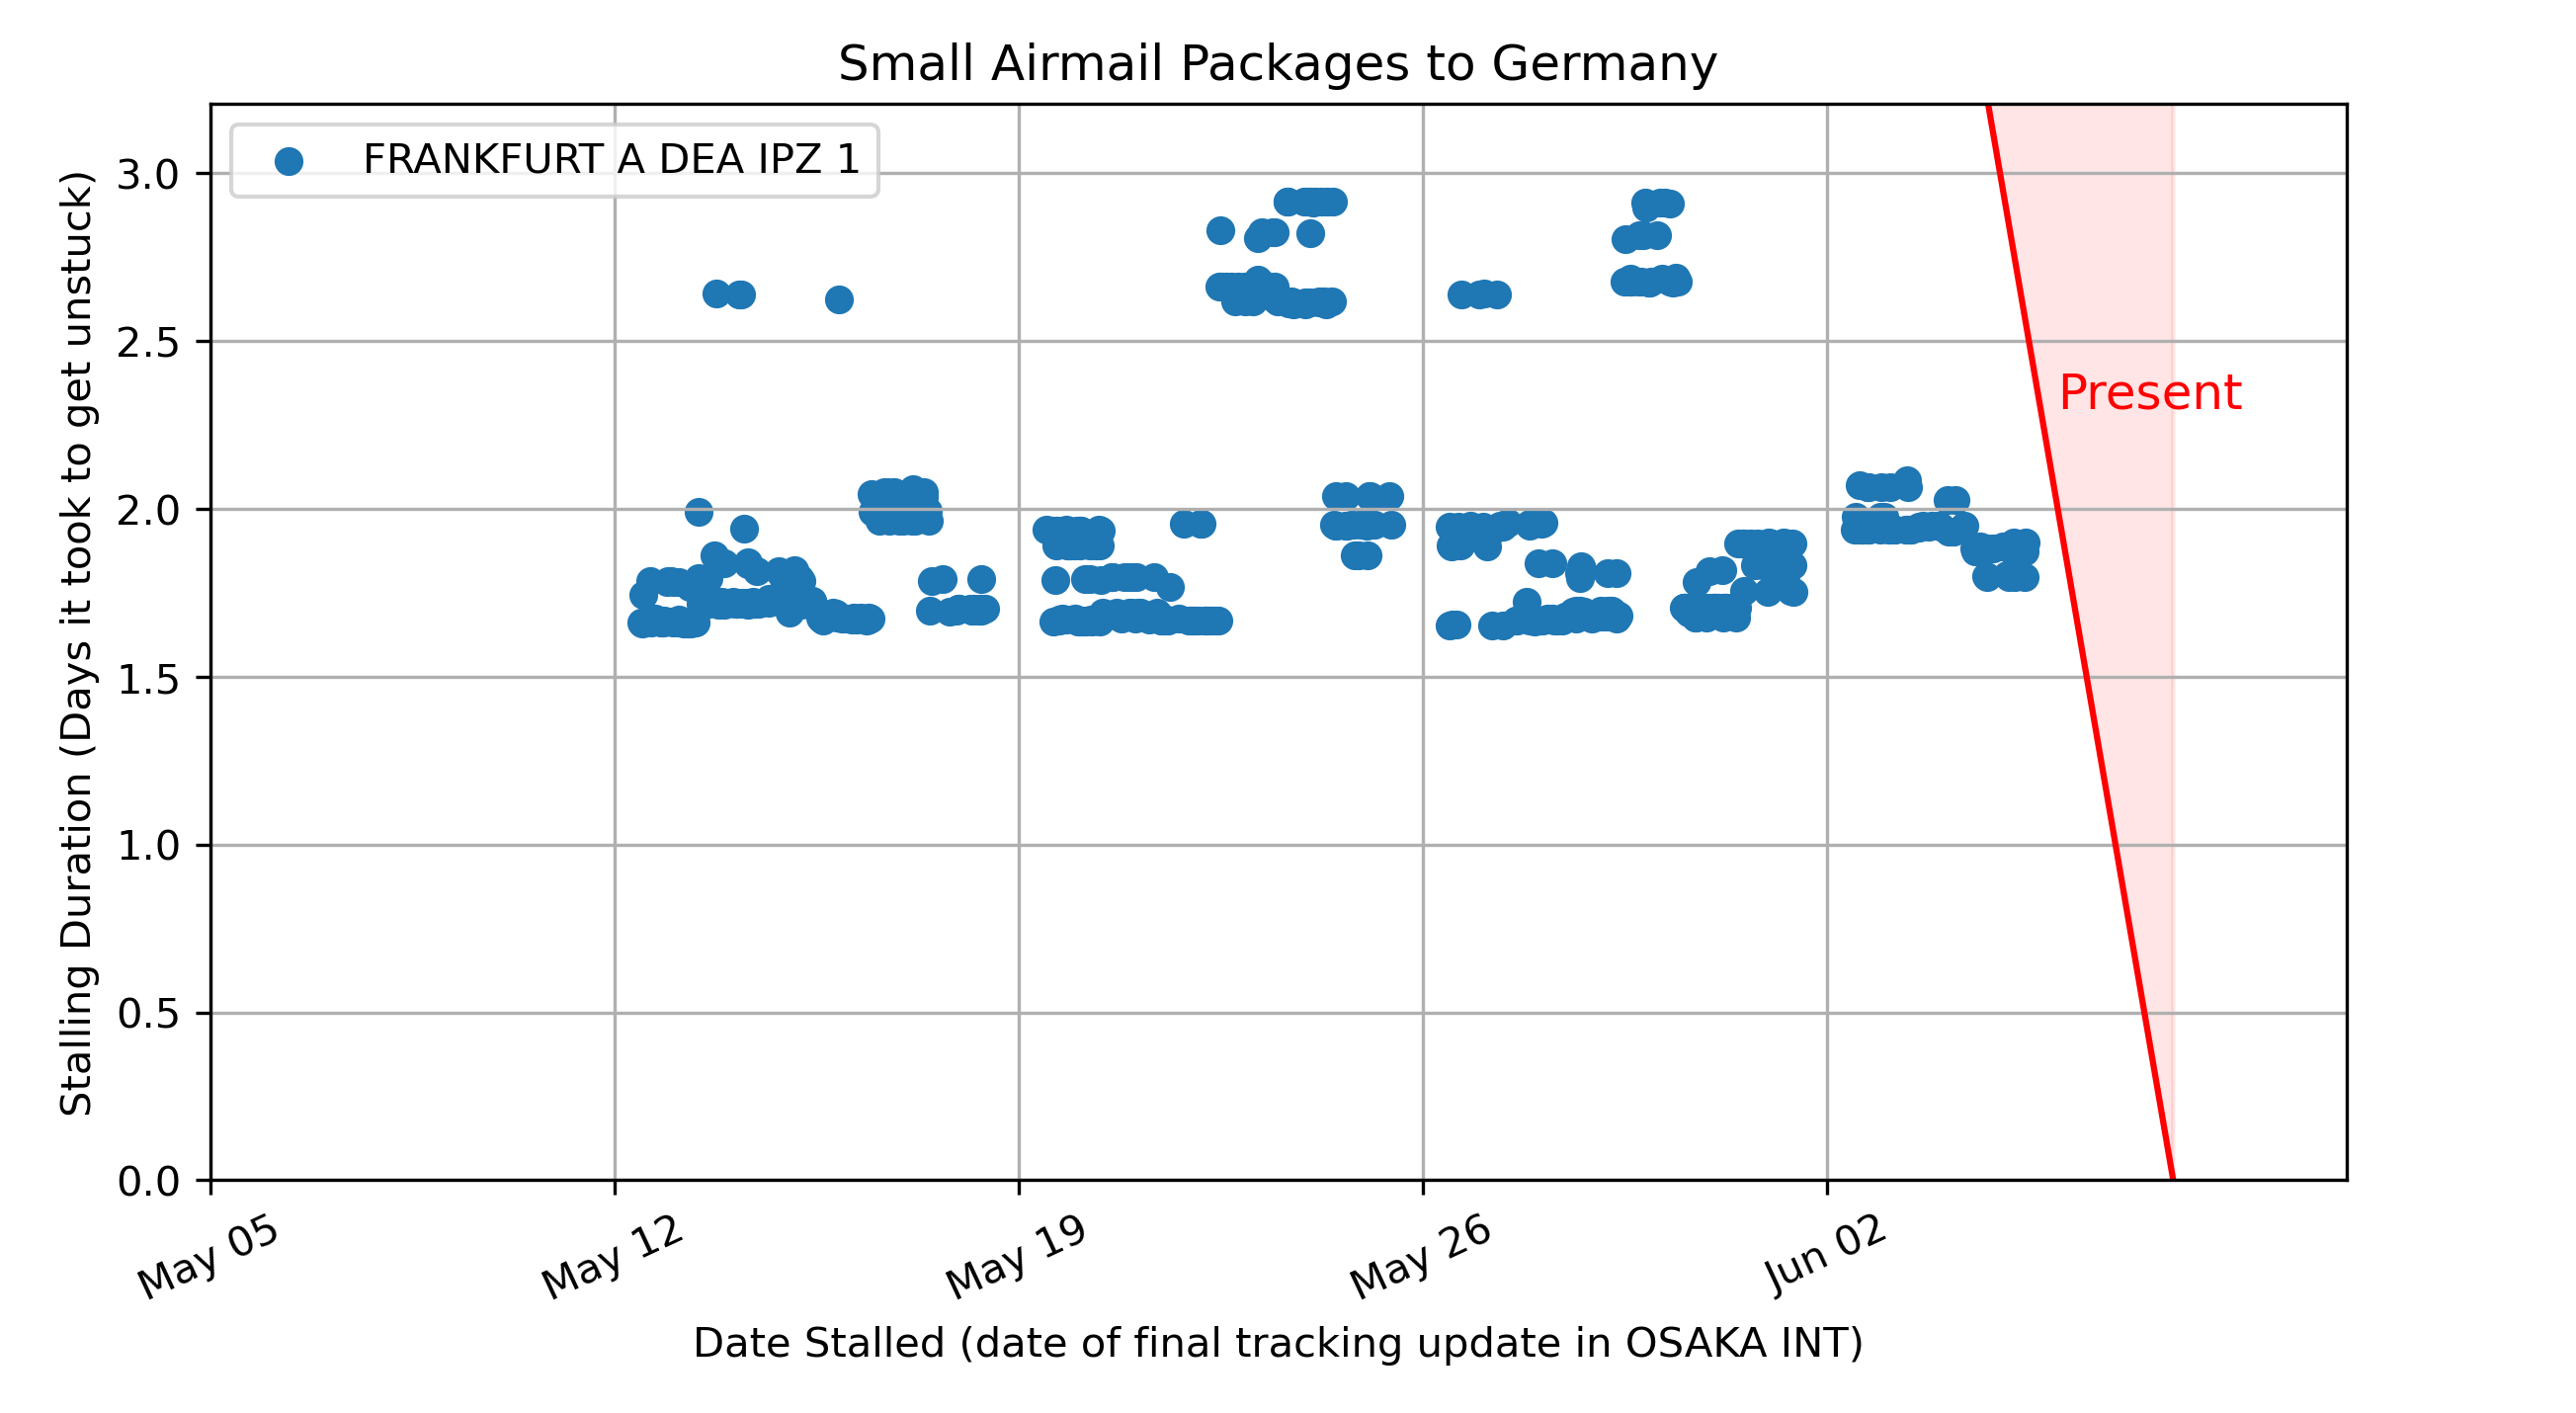 Small Airmail Packages to Germany
FRANKFURT A DEA IPZ 1
Stalling Duration (Days it took to get unstuck)
3.0
2.5
2.0
1.5
1.0
0.5
0.0
Present
May 05
May 12
May 19
May 26
Jun 02
Date Stalled (date of final tracking update in OSAKA INT)